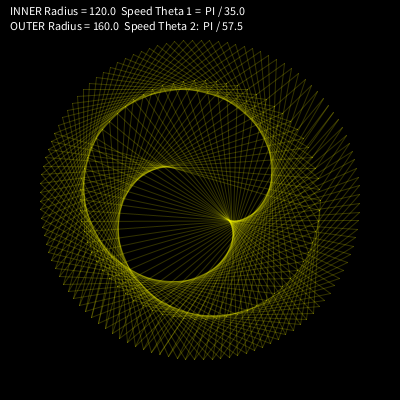 INNER Radius = 120.0  Speed Theta 1 = PI / 35.0
OUTER Radius = 160.0  Speed Theta 2: PI / 57.5